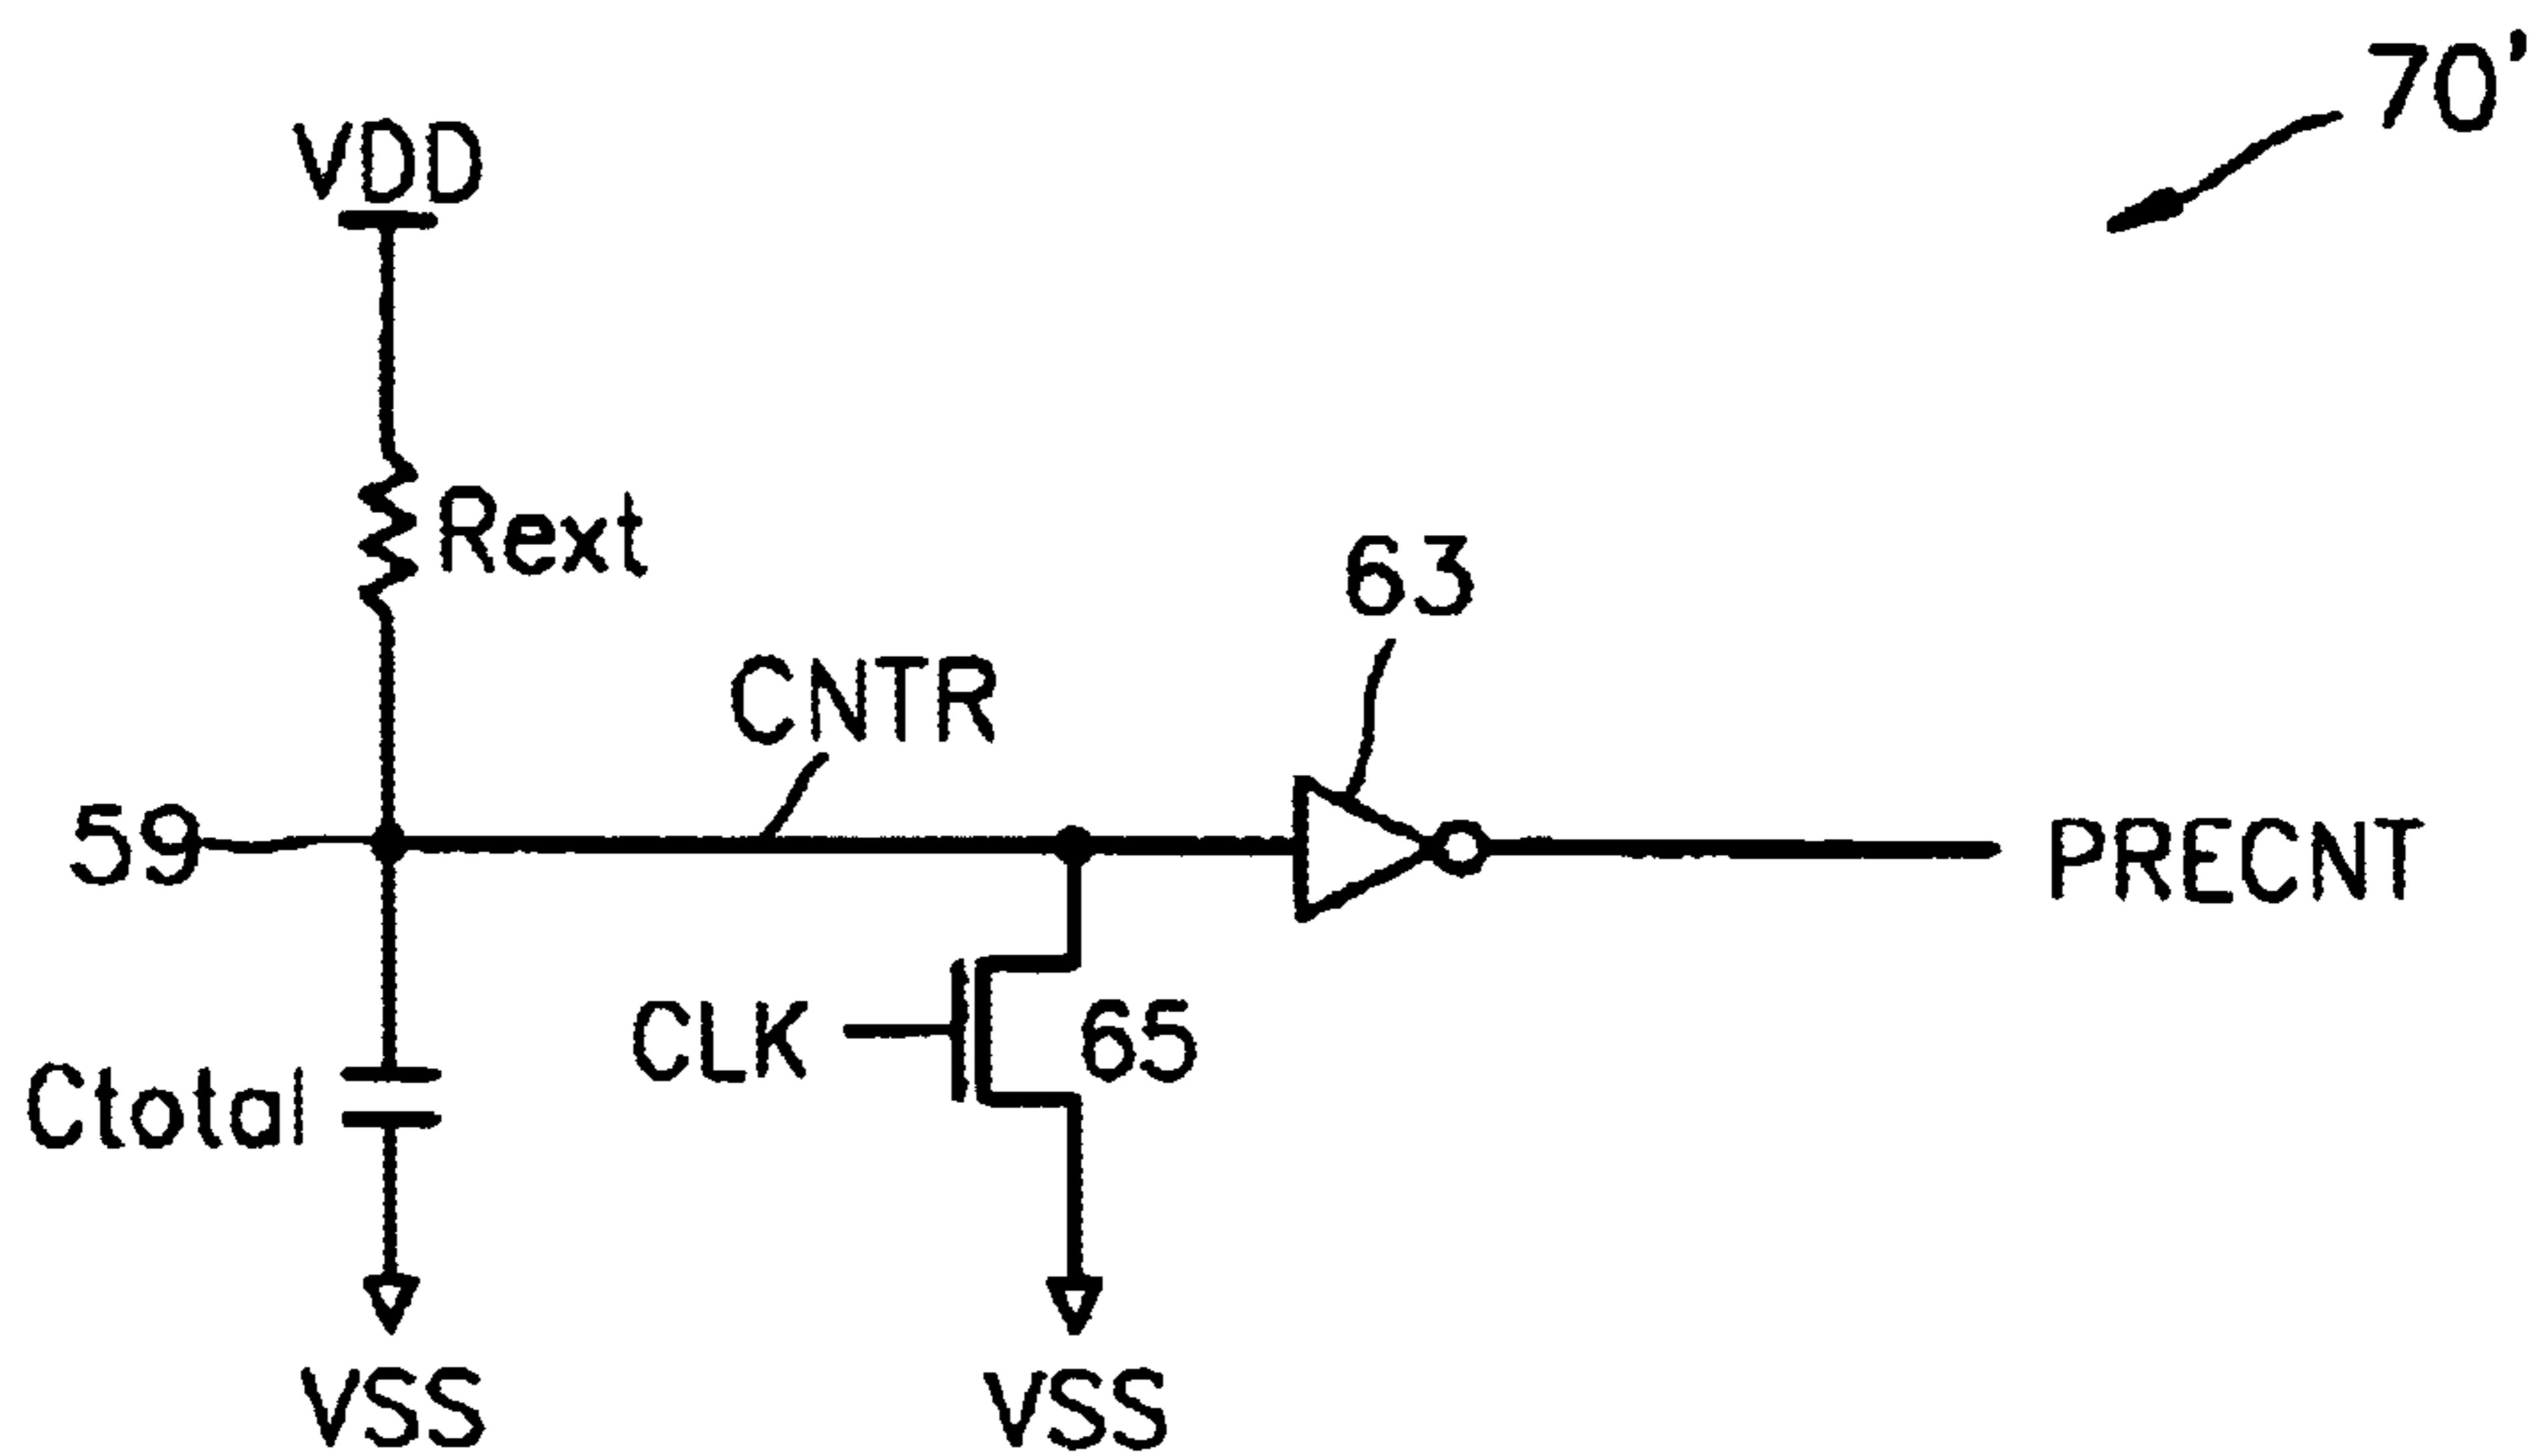 70'
VDD
Rext
63
CNTR
59
PRECNT
CLK
65
Ctotal
VSS
VSS